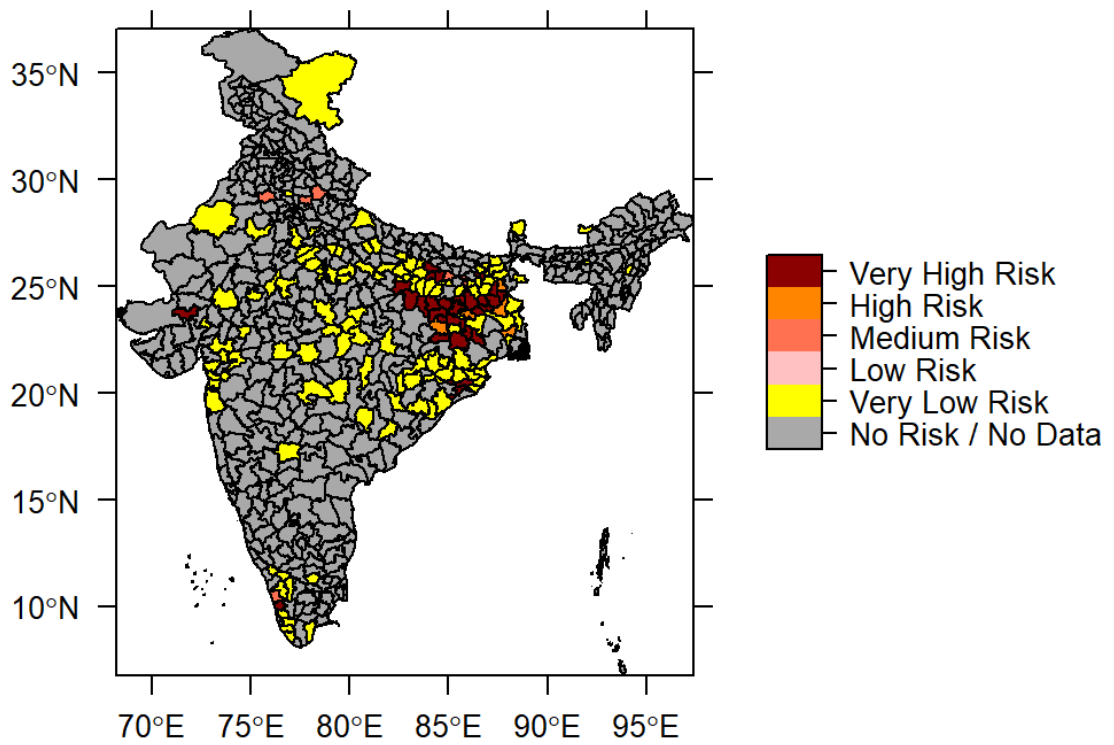 35°N
30°N
25°N
20°N
15°N
10°N
70°E 75°E 80°E 85°E 90°E 95°E
Very High Risk
High Risk
Medium Risk
Low Risk
Very Low Risk
No Risk / No Data